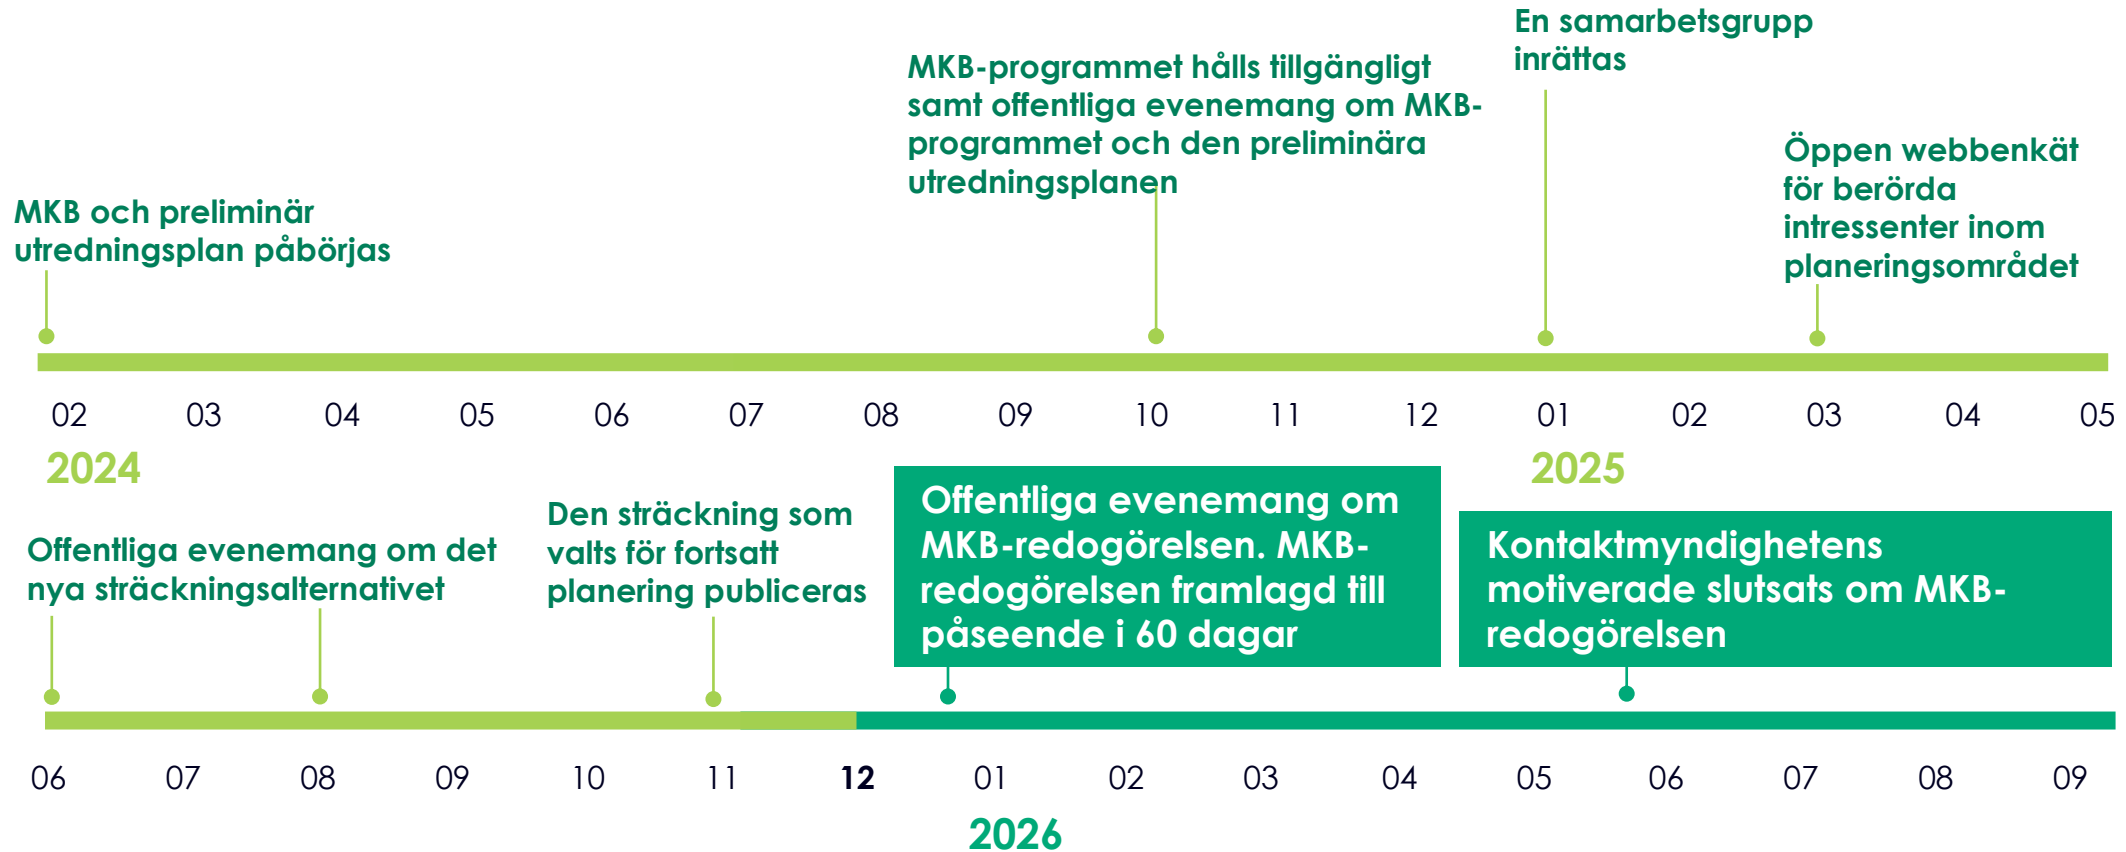 En samarbetsgrupp
inrättas
MKB-programmet hålls tillgängligt
samt offentliga evenemang om MKB-
programmet och den preliminära
utredningsplanen
Öppen webbenkät
för berörda
intressenter inom
planeringsområdet
MKB och preliminär
utredningsplan påbörjas
02 03 04 05 06 07 08 09 10 11 12 01 02 03 04 05
2024 2025
Offentliga evenemang om det
nya sträckningsalternativet
Den sträckning som
valts för fortsatt
planering publiceras
Offentliga evenemang om
MKB-redogörelsen. MKB-
redogörelsen framlagd till
påseende i 60 dagar
Kontaktmyndighetens
motiverade slutsats om MKB-
redogörelsen
06 07 08 09 10 11 12 01 02 03 04 05 06 07 08 09
2026